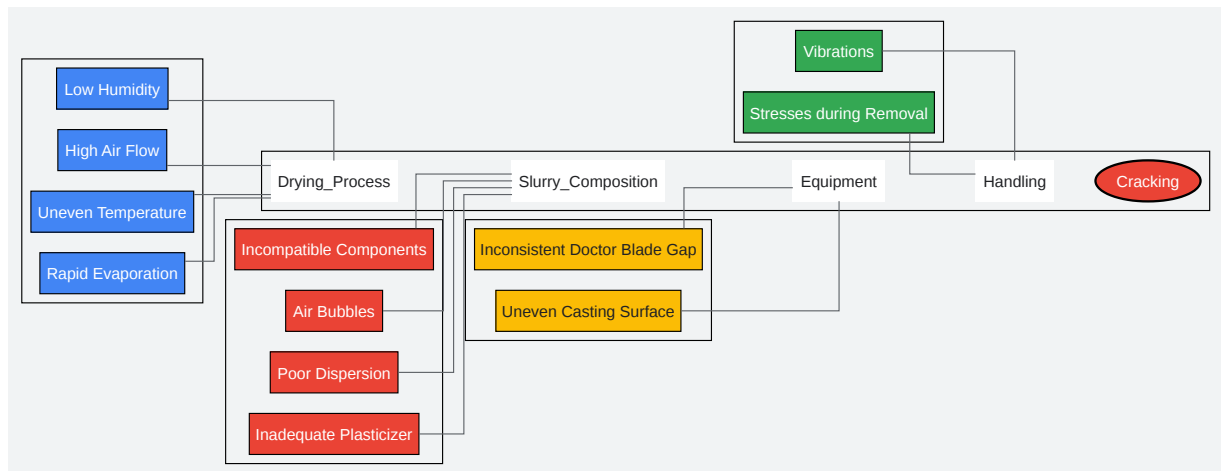 Low Humidity
High Air Flow
Uneven Temperature
Rapid Evaporation
Vibrations
Stresses during Removal
Drying_Process
Slurry_Composition
Equipment
Handling
Cracking
Incompatible Components
Air Bubbles
Poor Dispersion
Inadequate Plasticizer
Inconsistent Doctor Blade Gap
Uneven Casting Surface